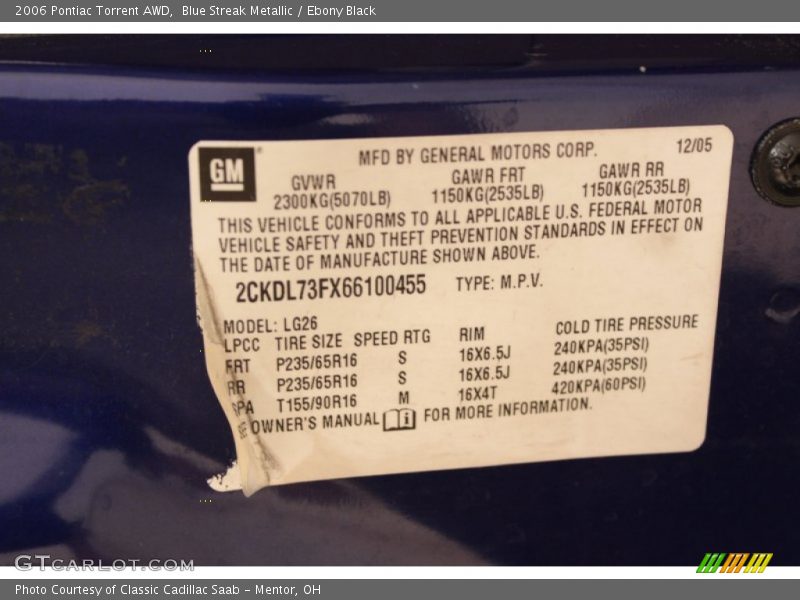 2006 Pontiac Torrent AWD,  Blue Streak Metallic / Ebony Black
GM
MFD BY GENERAL MOTORS CORP. 12/05
GVWR GAWR FRT GAWR RR
2300KG(5070LB) 1150KG(2535LB) 1150KG(2535LB)
THIS VEHICLE CONFORMS TO ALL APPLICABLE U.S. FEDERAL MOTOR
VEHICLE SAFETY AND THEFT PREVENTION STANDARDS IN EFFECT ON
THE DATE OF MANUFACTURE SHOWN ABOVE.
2CKDL73FX66100455 TYPE: M.P.V.
MODEL: LG26
LPCC TIRE SIZE SPEED RTG RIM COLD TIRE PRESSURE
FRT P235/65R16 S 16X6.5J 240KPA(35PSI)
RR P235/65R16 S 16X6.5J 240KPA(35PSI)
SPA T155/90R16 M 16X4T 420KPA(60PSI)
OWNER'S MANUAL FOR MORE INFORMATION.
GTCARLOT.COM
Photo Courtesy of Classic Cadillac Saab - Mentor, OH